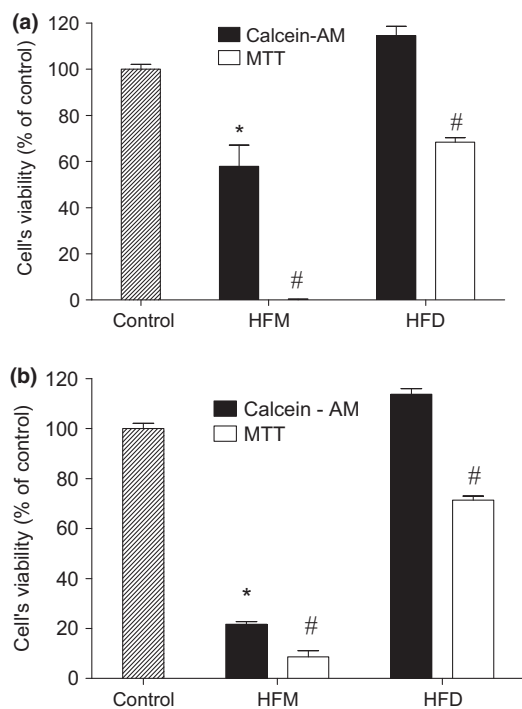 (a)
120
100
80
60
40
20
0
Cell's viability (% of control)
Calcein-AM
MTT
*
#
#
Control HFM HFD
(b)
120
100
80
60
40
20
0
Cell's viability (% of control)
Calcein - AM
MTT
*
#
#
Control HFM HFD